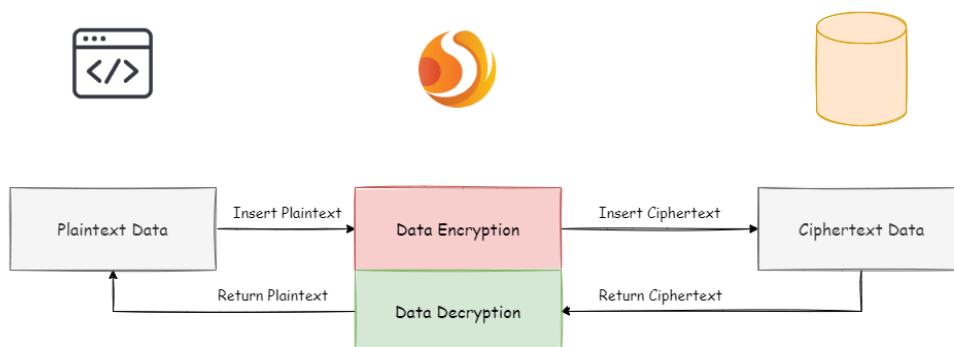 </>
Insert Plaintext
Insert Ciphertext
Plaintext Data
Data Encryption
Ciphertext Data
Return Plaintext
Return Ciphertext
Data Decryption